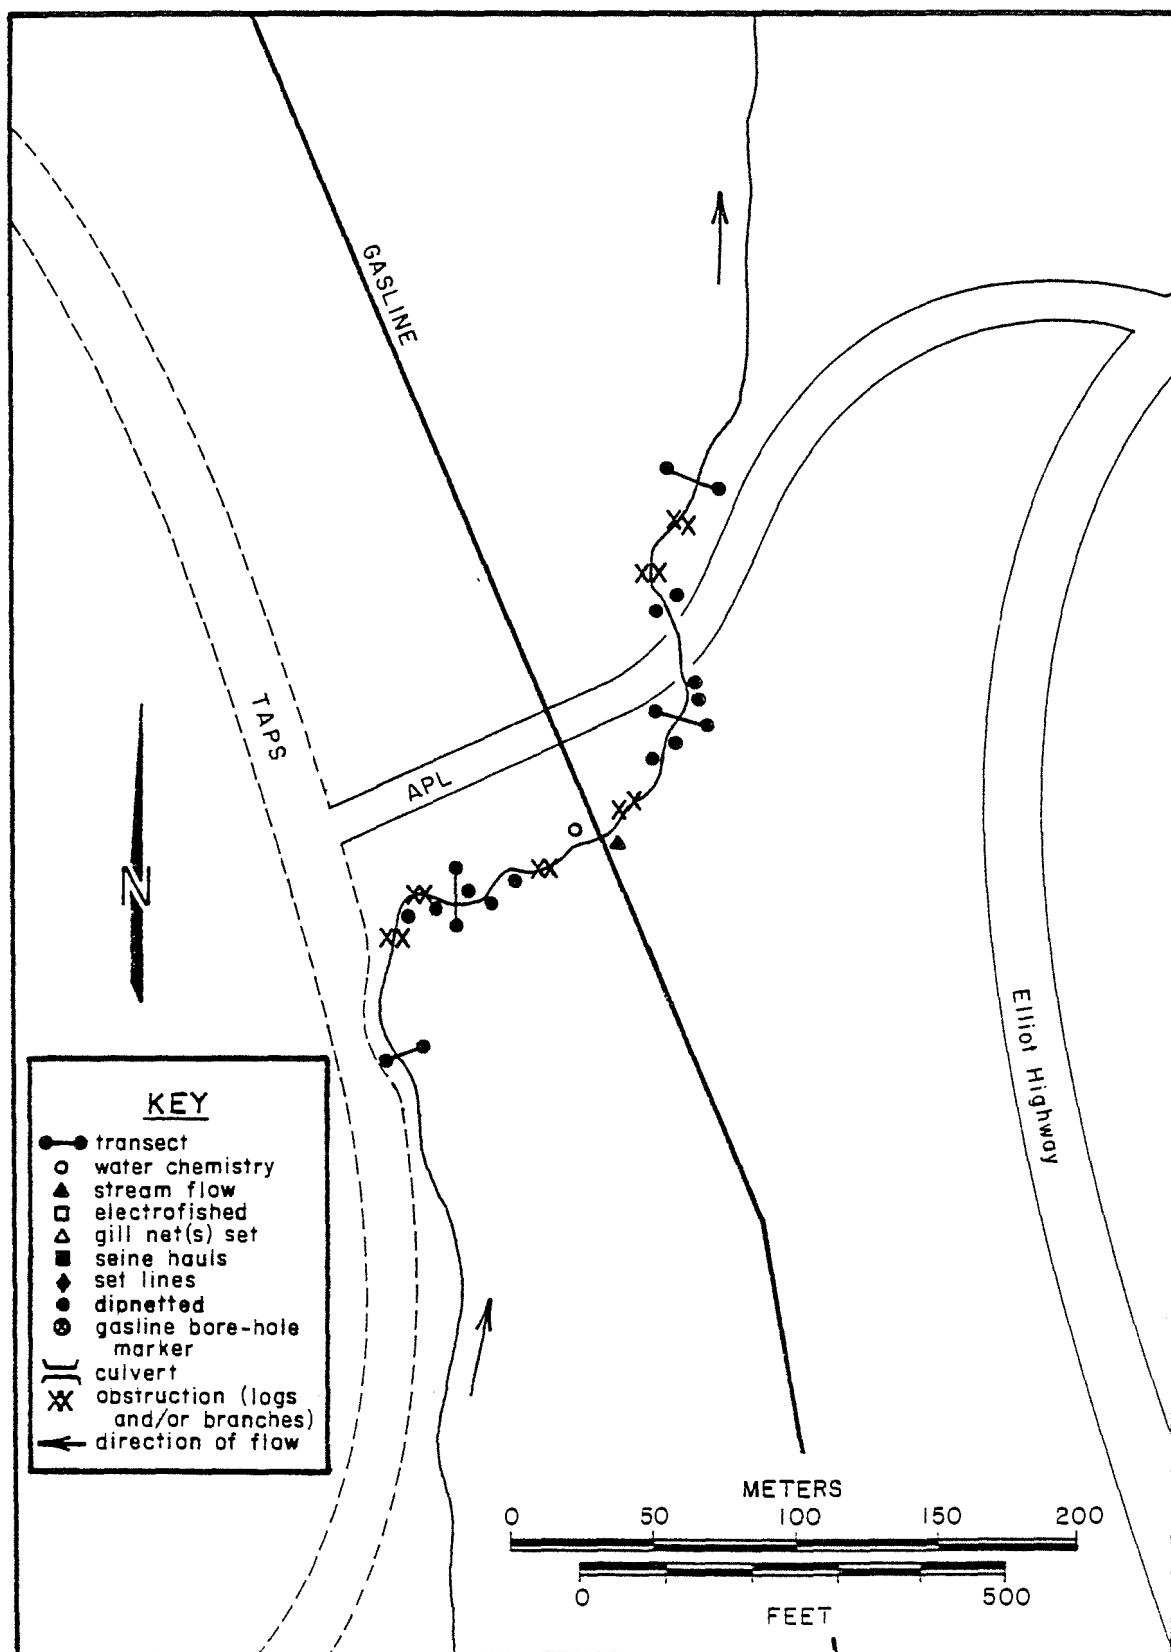 GASLINE
TAPS
APL
N
Elliot Highway
KEY
transect
water chemistry
stream flow
electrofished
gill net(s) set
seine hauls
set lines
dipnetted
gasline bore-hole
marker
culvert
obstruction (logs
and/or branches)
direction of flow
METERS
0 50 100 150 200
0 500
FEET